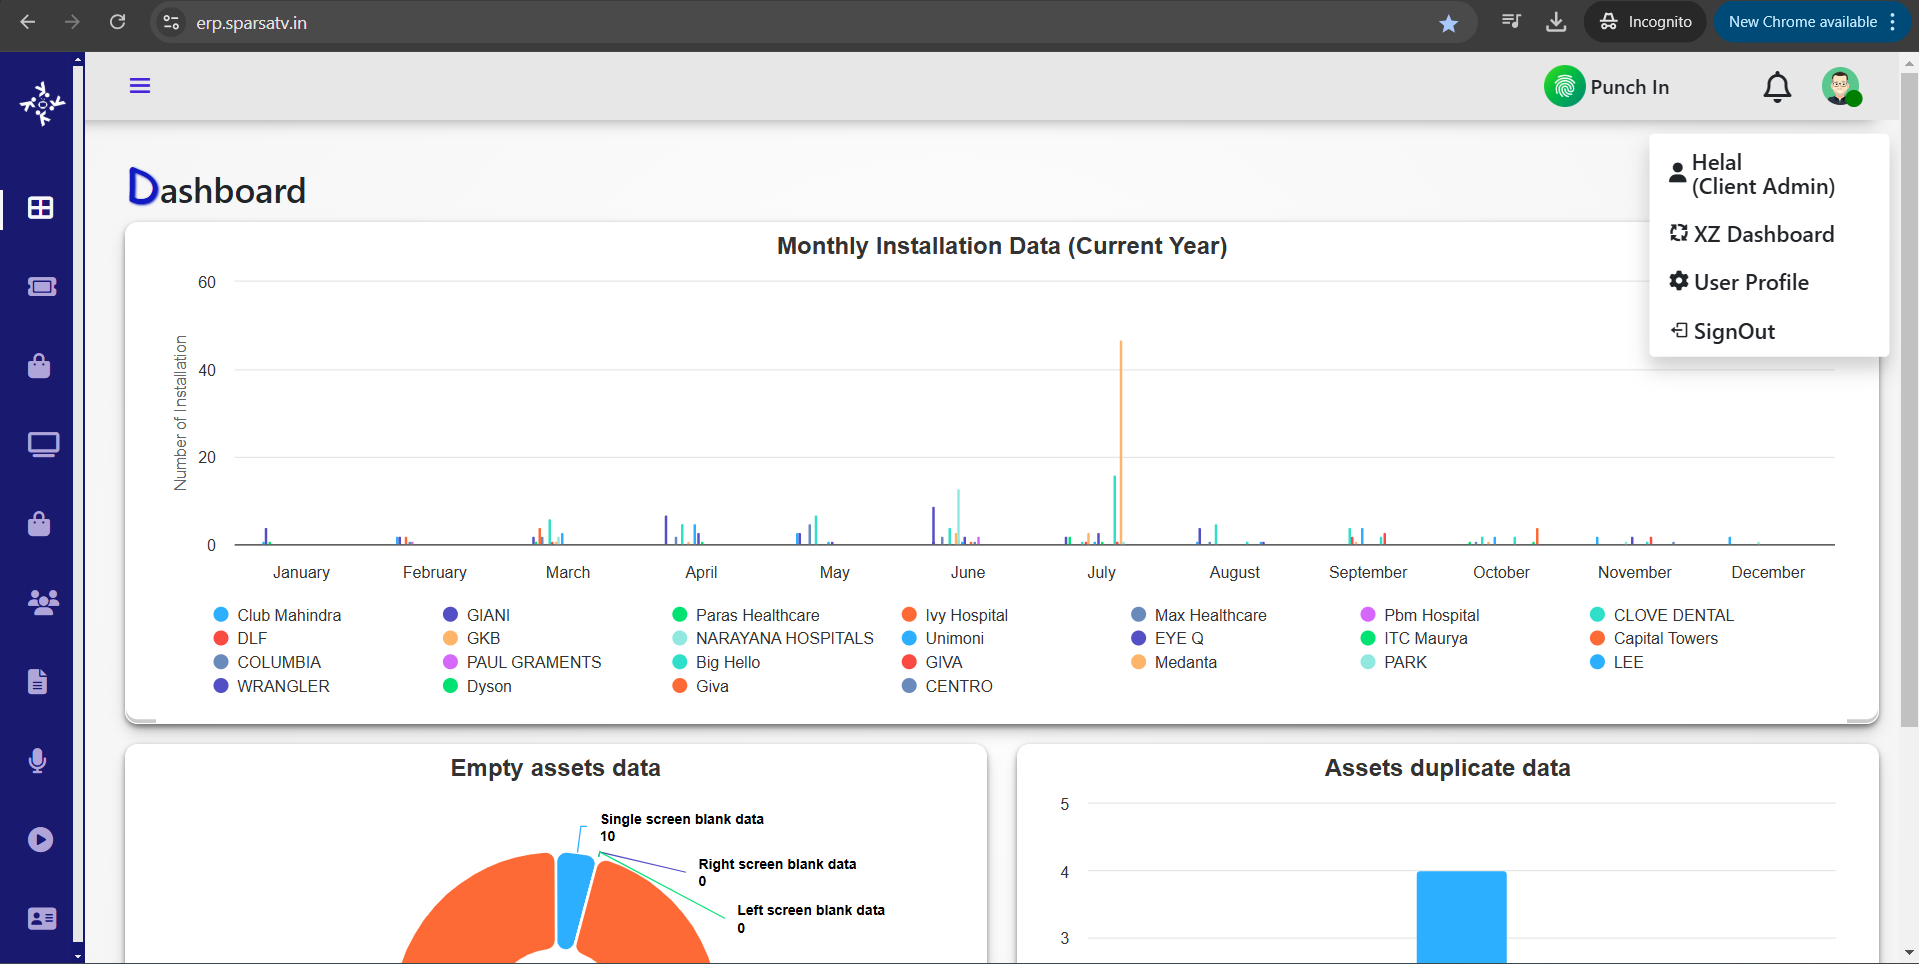 erp.sparsatv.in
Incognito
New Chrome available
Punch In
Helal
(Client Admin)
XZ Dashboard
User Profile
SignOut
Dashboard
Monthly Installation Data (Current Year)
Number of Installation
60
40
20
0
January February March April May June July August September October November December
Club Mahindra GIANI Paras Healthcare Ivy Hospital Max Healthcare Pbm Hospital CLOVE DENTAL
DLF GKB NARAYANA HOSPITALS Unimoni EYE Q ITC Maurya Capital Towers
COLUMBIA PAUL GRAMENTS Big Hello GIVA Medanta PARK LEE
WRANGLER Dyson Giva CENTRO
Empty assets data
Single screen blank data
10
Right screen blank data
0
Left screen blank data
0
Assets duplicate data
5
4
3